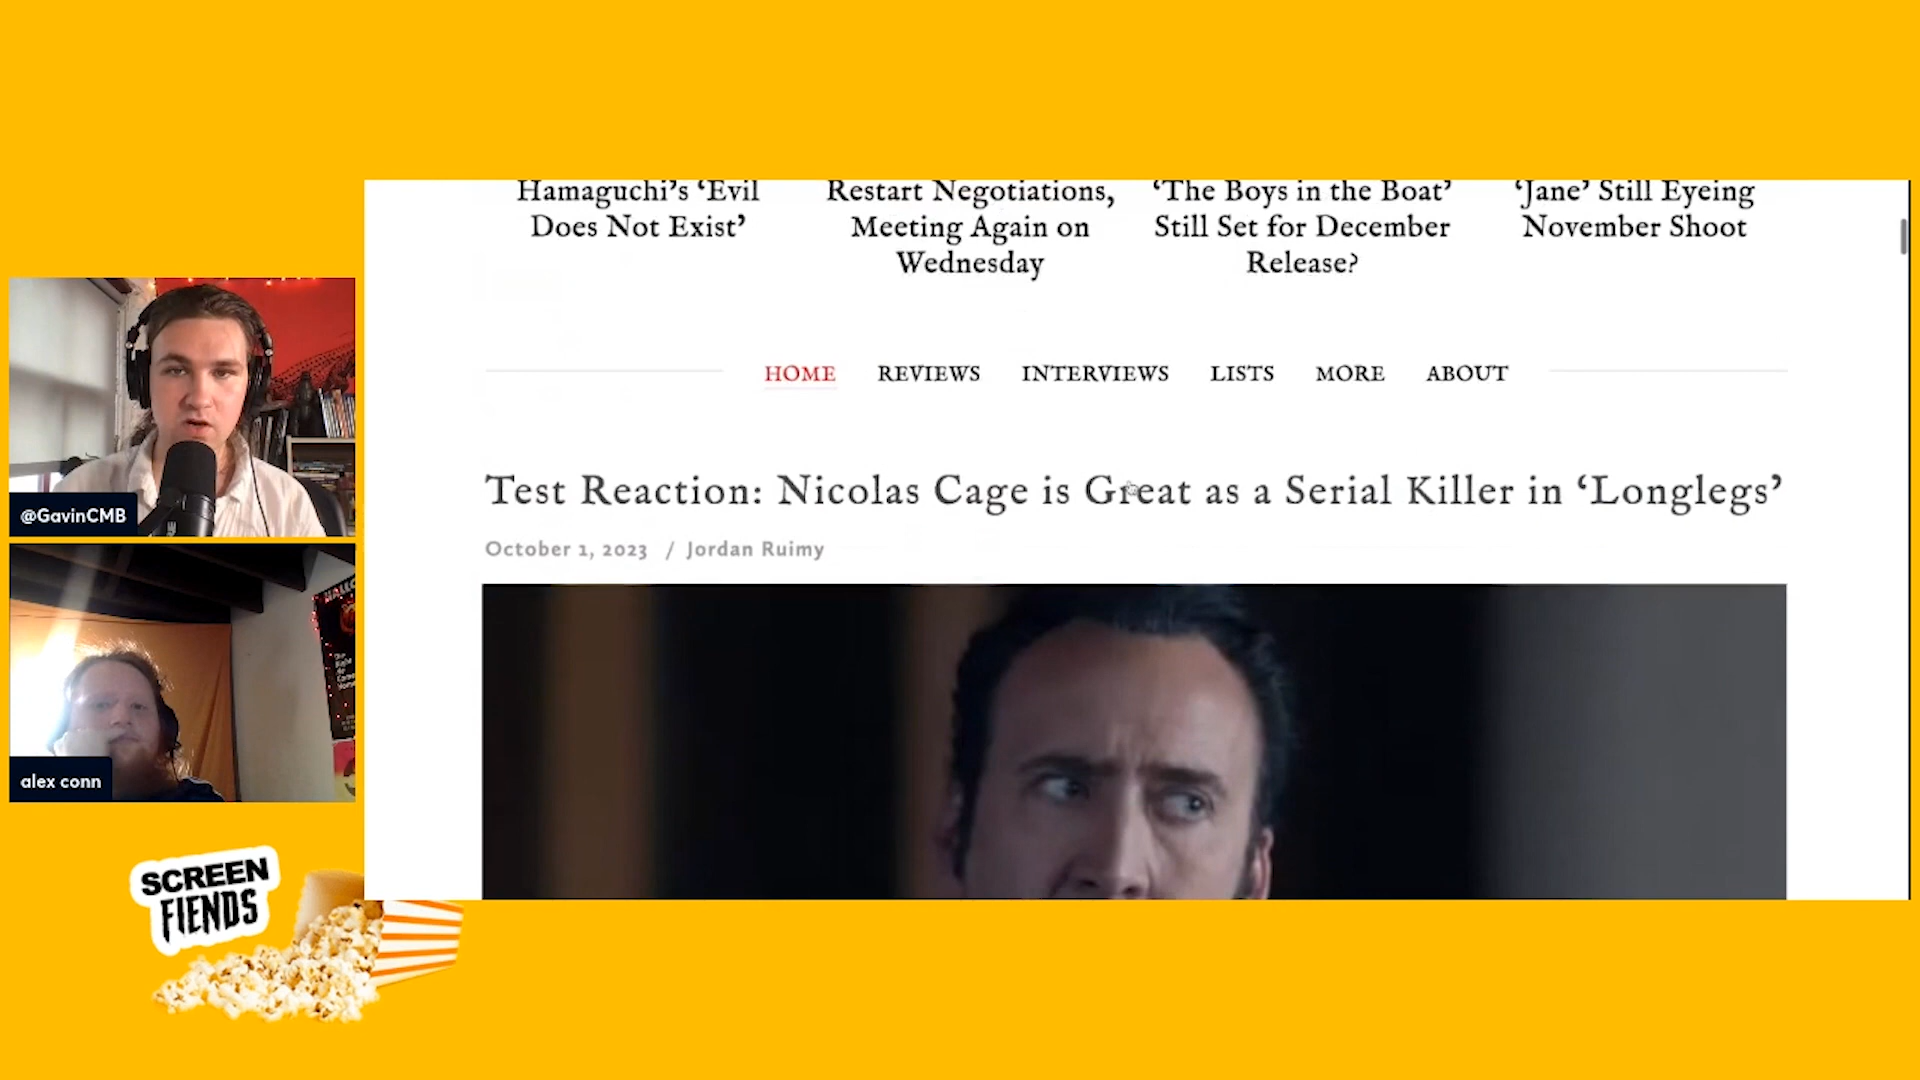 Hamaguchi's 'Evil
Does Not Exist'
Restart Negotiations,
Meeting Again on
Wednesday
'The Boys in the Boat'
Still Set for December
Release?
'Jane' Still Eyeing
November Shoot
HOME REVIEWS INTERVIEWS LISTS MORE ABOUT
Test Reaction: Nicolas Cage is Great as a Serial Killer in 'Longlegs'
October 1, 2023 / Jordan Ruimy
@GavinCMB
alex conn
SCREEN
FIENDS